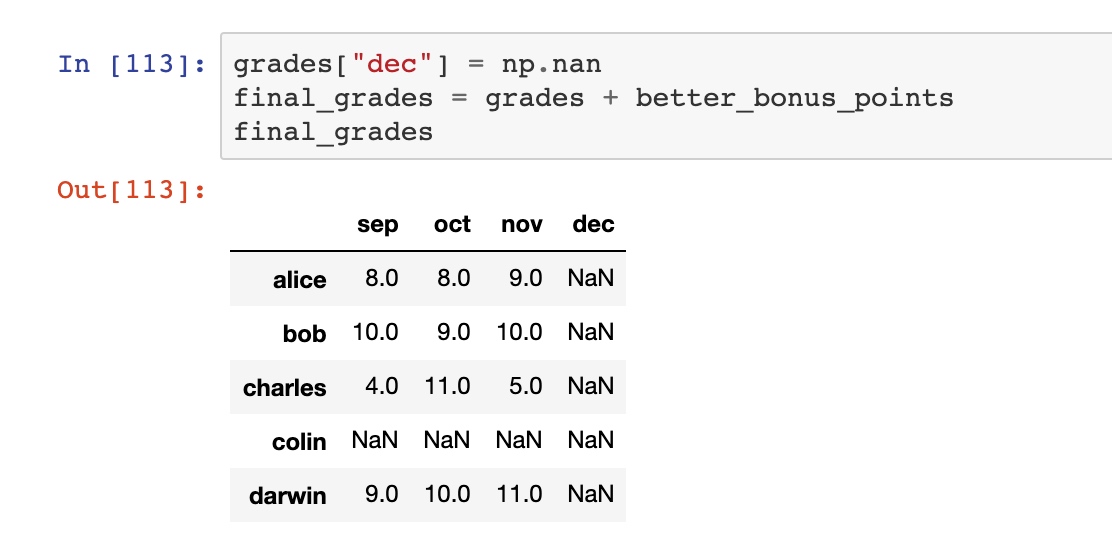 In [113]: grades["dec"] = np.nan
final_grades = grades + better_bonus_points
final_grades
Out[113]:
sep oct nov dec
alice 8.0 8.0 9.0 NaN
bob 10.0 9.0 10.0 NaN
charles 4.0 11.0 5.0 NaN
colin NaN NaN NaN NaN
darwin 9.0 10.0 11.0 NaN